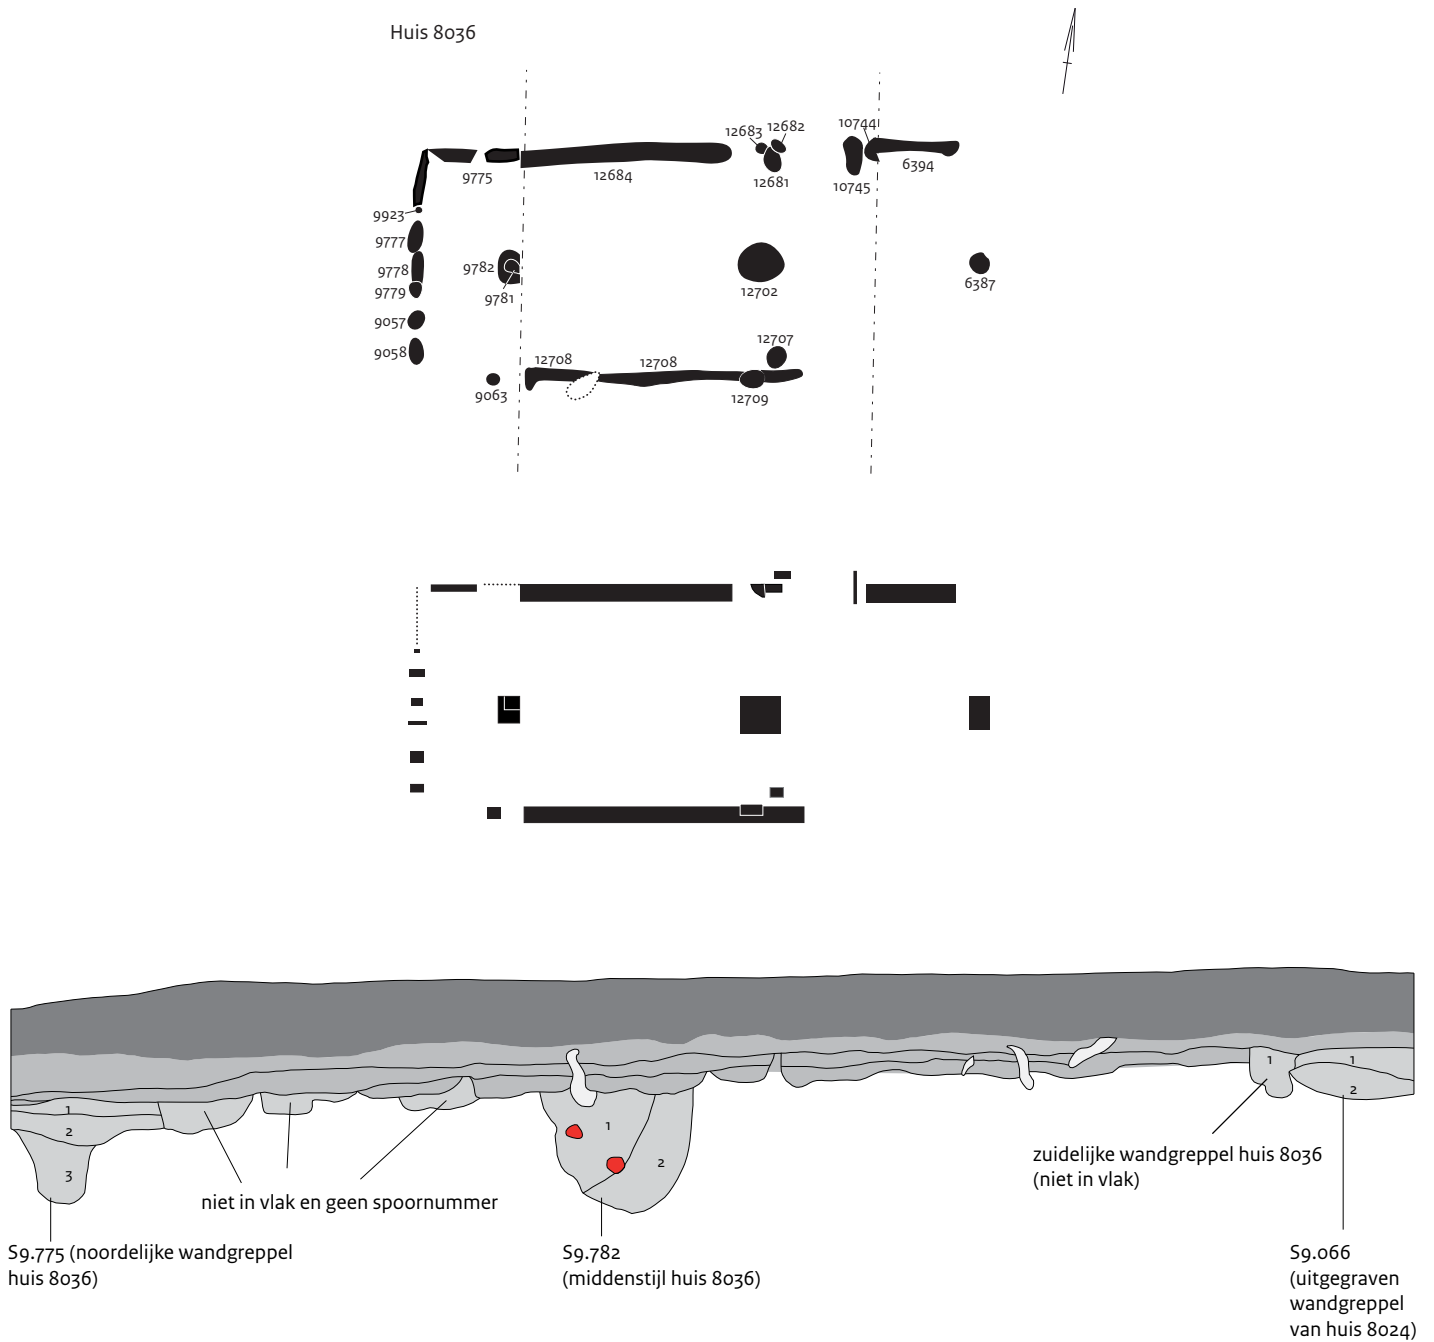 Huis 8036
12683
12682
10744
9775
12684
12681
10745
6394
9923
9777
9778
9782
9779
9781
12702
6387
9057
9058
12707
12708
12708
9063
12709
1
2
3
1
2
1
1
2
niet in vlak en geen spoornummer
zuidelijke wandgreppel huis 8036
(niet in vlak)
S9.775 (noordelijke wandgreppel
huis 8036)
S9.782
(middenstijl huis 8036)
S9.066
(uitgegraven
wandgreppel
van huis 8024)